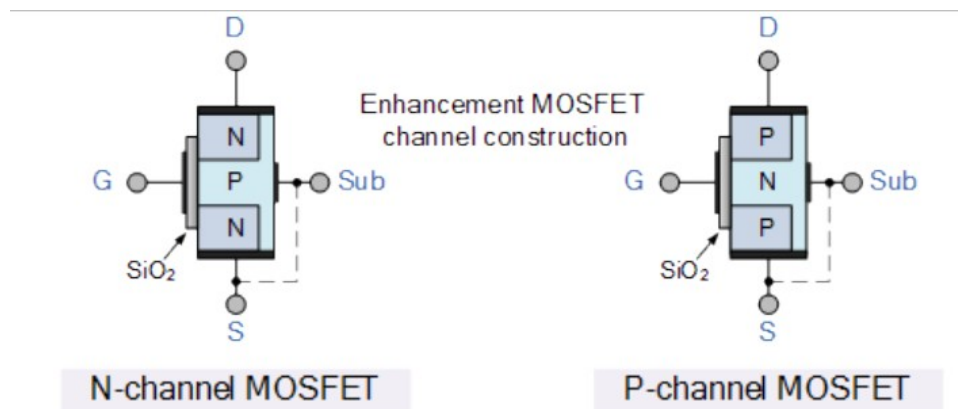 D
D
Enhancement MOSFET
channel construction
N
P
G
P
Sub
G
N
Sub
N
P
SiO₂
SiO₂
S
S
N-channel MOSFET
P-channel MOSFET